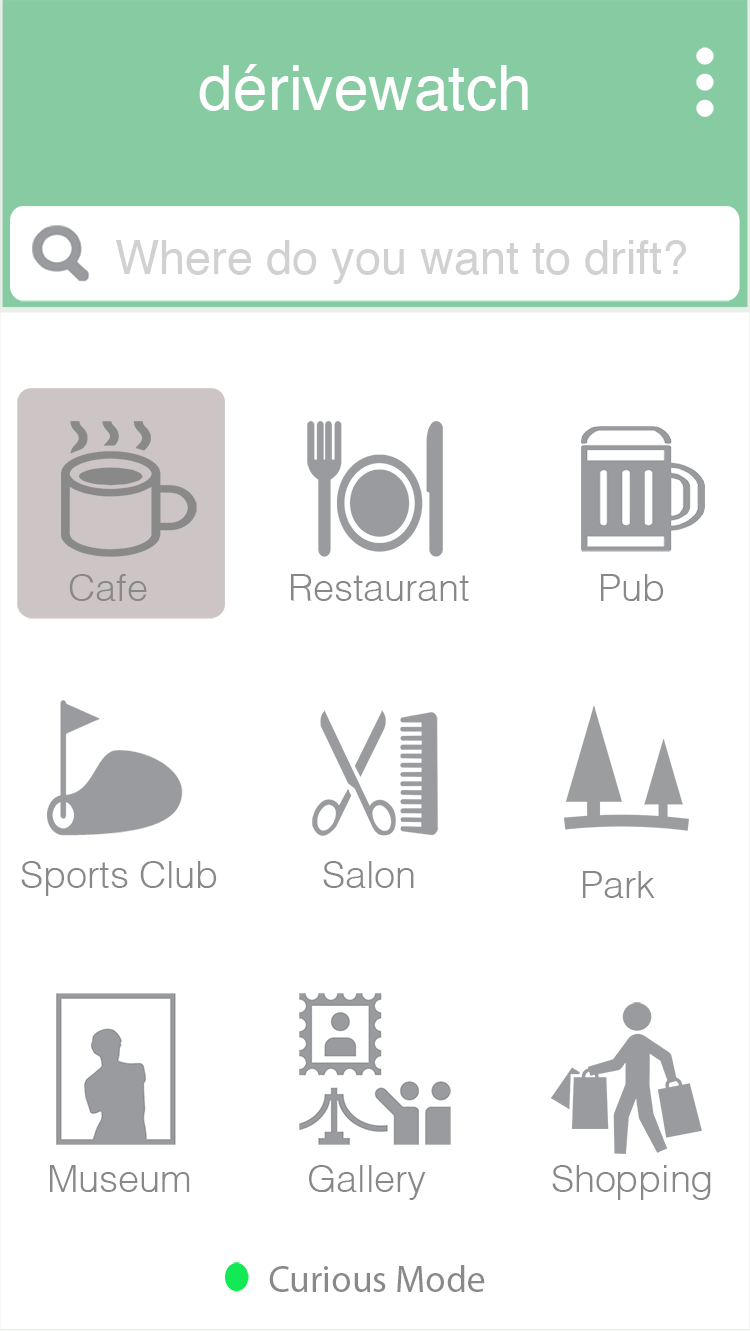 dérivewatch
Where do you want to drift?
Cafe Restaurant Pub
Sports Club Salon Park
Museum Gallery Shopping
Curious Mode